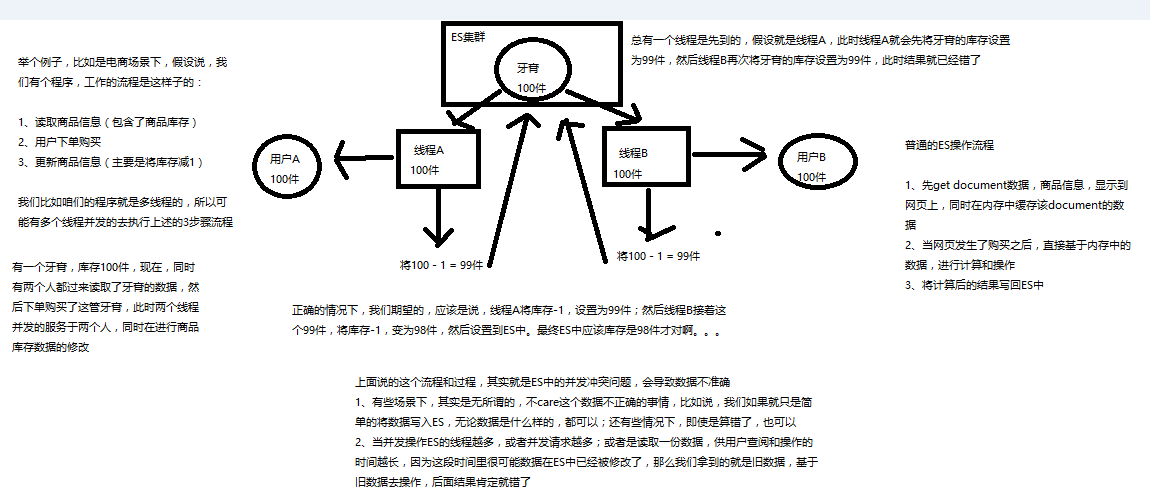 举个例子，比如是电商场景下，假设说，我
们有个程序，工作的流程是这样子的：
1、读取商品信息（包含了商品库存）
2、用户下单购买
3、更新商品信息（主要是将库存减1）
我们比如咱们的程序就是多线程的，所以可
能有多个线程并发的去执行上述的3步骤流程
有一个牙膏，库存100件，现在，同时
有两个人都过来读取了牙膏的数据，然
后下单购买了这管牙膏，此时两个线程
并发的服务于两个人，同时在进行商品
库存数据的修改
ES集群
牙膏
100件
总有一个线程是先到的，假设就是线程A，此时线程A就会先将牙膏的库存设置
为99件，然后线程B再次将牙膏的库存设置为99件，此时结果就已经错了
用户A
100件
线程A
100件
线程B
100件
用户B
100件
将100 - 1 = 99件
将100 - 1 = 99件
普通的ES操作流程
1、先get document数据，商品信息，显示到
网页上，同时在内存中缓存该document的数
据
2、当网页发生了购买之后，直接基于内存中的
数据，进行计算和操作
3、将计算后的结果写回ES中
正确的情况下，我们期望的，应该是说，线程A将库存-1，设置为99件；然后线程B接着这
个99件，将库存-1，变为98件，然后设置到ES中。最终ES中应该库存是98件才对啊。。。
上面说的这个流程和过程，其实就是ES中的并发冲突问题，会导致数据不准确
1、有些场景下，其实是无所谓的，不care这个数据不正确的事情，比如说，我们如果就只是简
单的将数据写入ES，无论数据是什么样的，都可以；还有些情况下，即使是算错了，也可以
2、当并发操作ES的线程越多，或者并发请求越多；或者是读取一份数据，供用户查阅和操作的
时间越长，因为这段时间里很可能数据在ES中已经被修改了，那么我们拿到的就是旧数据，基于
旧数据去操作，后面结果肯定就错了